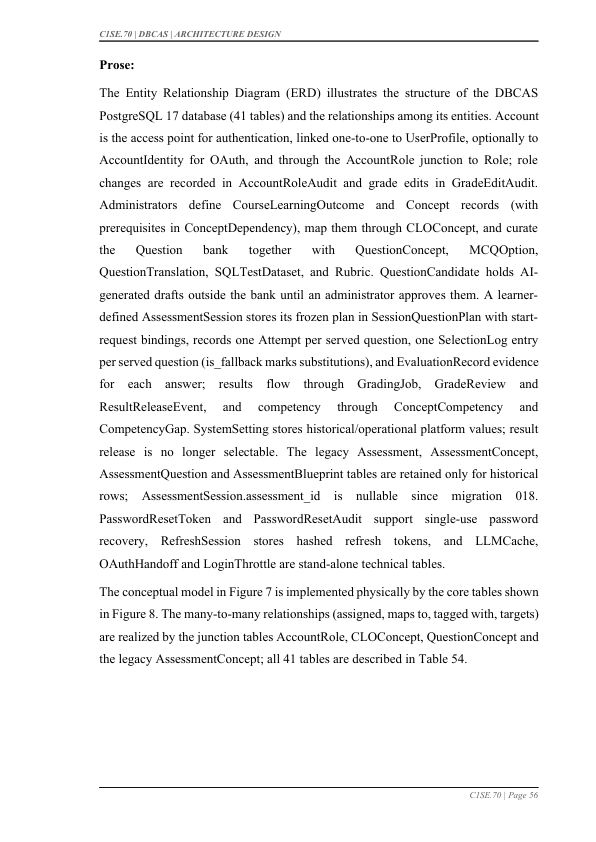 C1SE.70 | DBCAS | ARCHITECTURE DESIGN
Prose:
The Entity Relationship Diagram (ERD) illustrates the structure of the DBCAS
PostgreSQL 17 database (41 tables) and the relationships among its entities. Account
is the access point for authentication, linked one-to-one to UserProfile, optionally to
AccountIdentity for OAuth, and through the AccountRole junction to Role; role
changes are recorded in AccountRoleAudit and grade edits in GradeEditAudit.
Administrators define CourseLearningOutcome and Concept records (with
prerequisites in ConceptDependency), map them through CLOConcept, and curate
the Question bank together with QuestionConcept, MCQOption,
QuestionTranslation, SQLTestDataset, and Rubric. QuestionCandidate holds AI-
generated drafts outside the bank until an administrator approves them. A learner-
defined AssessmentSession stores its frozen plan in SessionQuestionPlan with start-
request bindings, records one Attempt per served question, one SelectionLog entry
per served question (is_fallback marks substitutions), and EvaluationRecord evidence
for each answer; results flow through GradingJob, GradeReview and
ResultReleaseEvent, and competency through ConceptCompetency and
CompetencyGap. SystemSetting stores historical/operational platform values; result
release is no longer selectable. The legacy Assessment, AssessmentConcept,
AssessmentQuestion and AssessmentBlueprint tables are retained only for historical
rows; AssessmentSession.assessment_id is nullable since migration 018.
PasswordResetToken and PasswordResetAudit support single-use password
recovery, RefreshSession stores hashed refresh tokens, and LLMCache,
OAuthHandoff and LoginThrottle are stand-alone technical tables.
The conceptual model in Figure 7 is implemented physically by the core tables shown
in Figure 8. The many-to-many relationships (assigned, maps to, tagged with, targets)
are realized by the junction tables AccountRole, CLOConcept, QuestionConcept and
the legacy AssessmentConcept; all 41 tables are described in Table 54.
C1SE.70 | Page 56